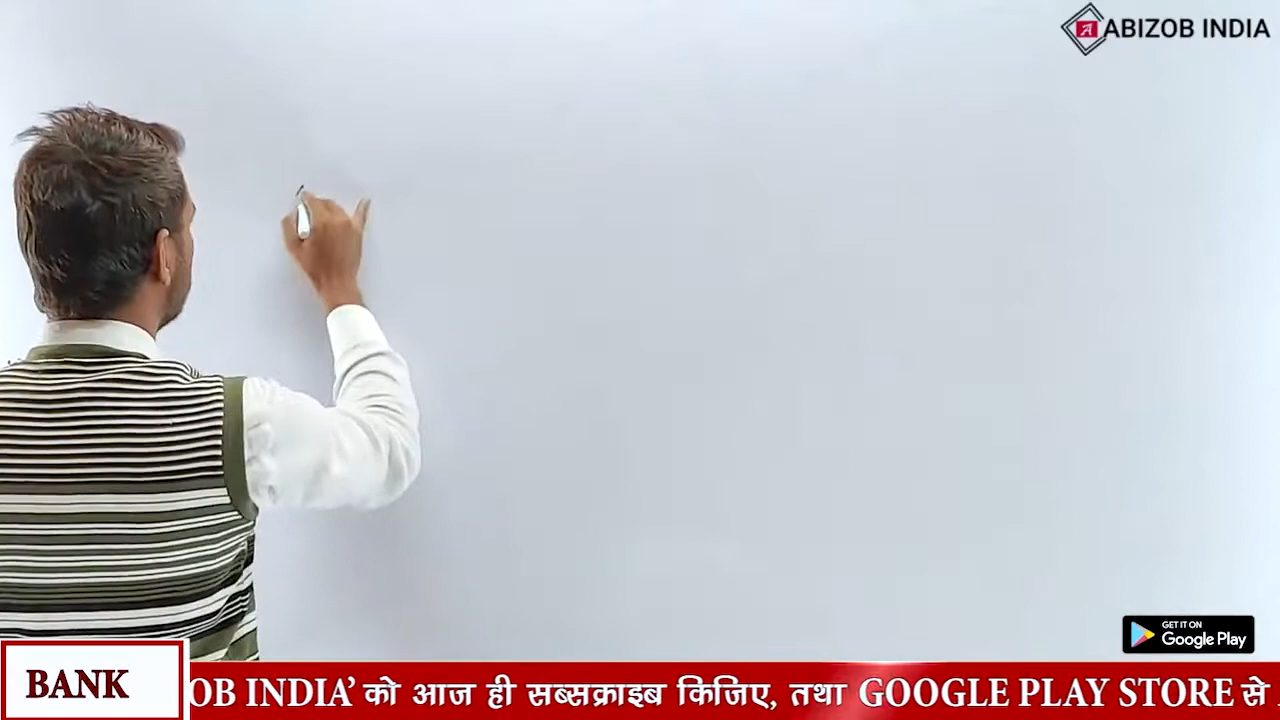 ABIZOB INDIA
GET IT ON
Google Play
BANK
OB INDIA’ को आज ही सब्सक्राइब किजिए, तथा GOOGLE PLAY STORE से